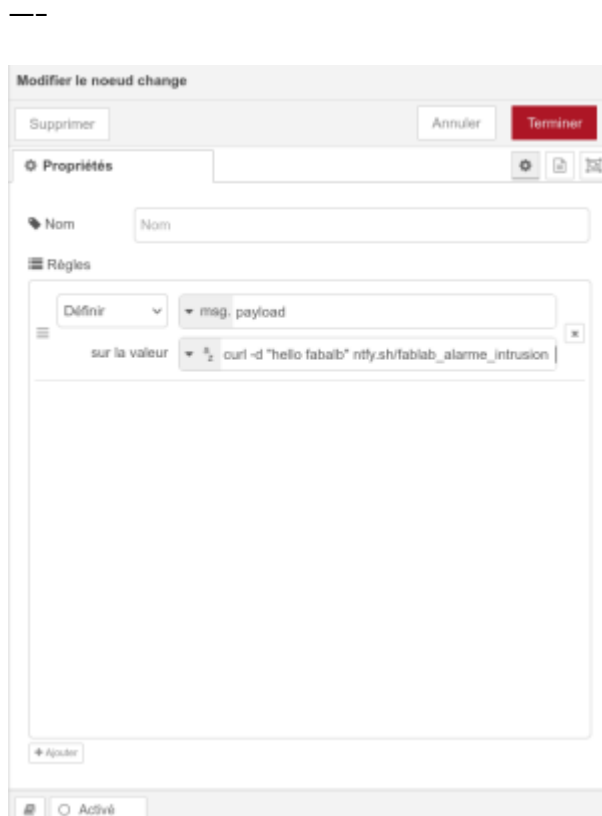 —–
Modifier le noeud change
Supprimer Annuler Terminer
Propriétés
Nom Nom
Règles
Définir msg. payload
sur la valeur a z curl -d "hello fabalb" ntfy.sh/fablab_alarme_intrusion
Ajouter
Activé